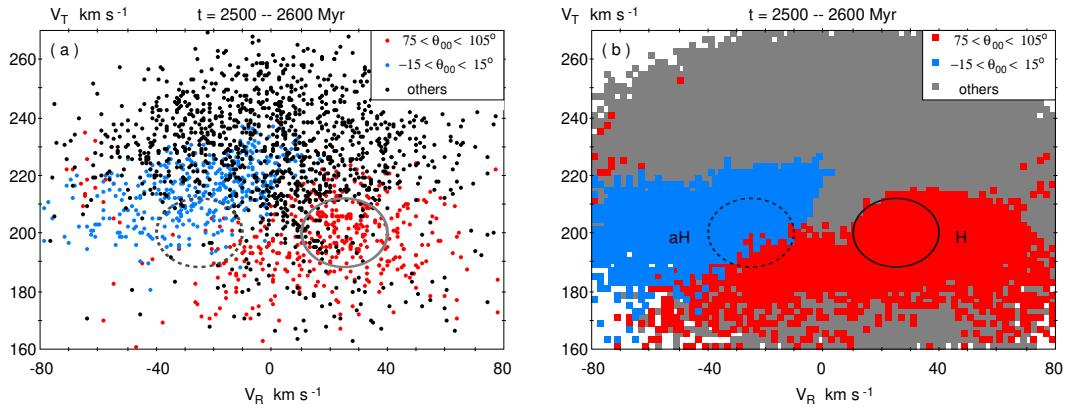 V_T km s⁻¹ t = 2500 -- 2600 Myr
( a )
75 < θ₀₀ < 105°
−15 < θ₀₀ < 15°
others
260
240
220
200
180
160
-80 -40 0 40 80
V_R km s⁻¹
V_T km s⁻¹ t = 2500 -- 2600 Myr
( b )
75 < θ₀₀ < 105°
−15 < θ₀₀ < 15°
others
260
240
220
200
180
160
aH H
-80 -40 0 40 80
V_R km s⁻¹